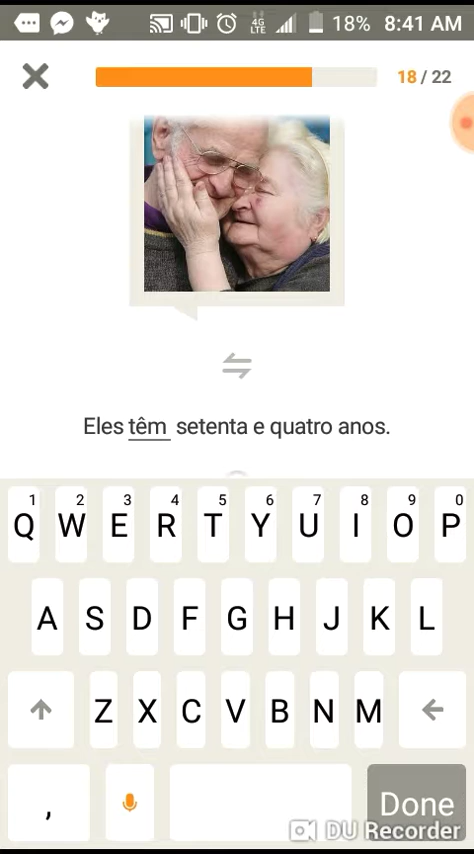 4G LTE 18% 8:41 AM
18 / 22
Eles têm setenta e quatro anos.
1 2 3 4 5 6 7 8 9 0
Q W E R T Y U I O P
A S D F G H J K L
Z X C V B N M
, Done
DU Recorder